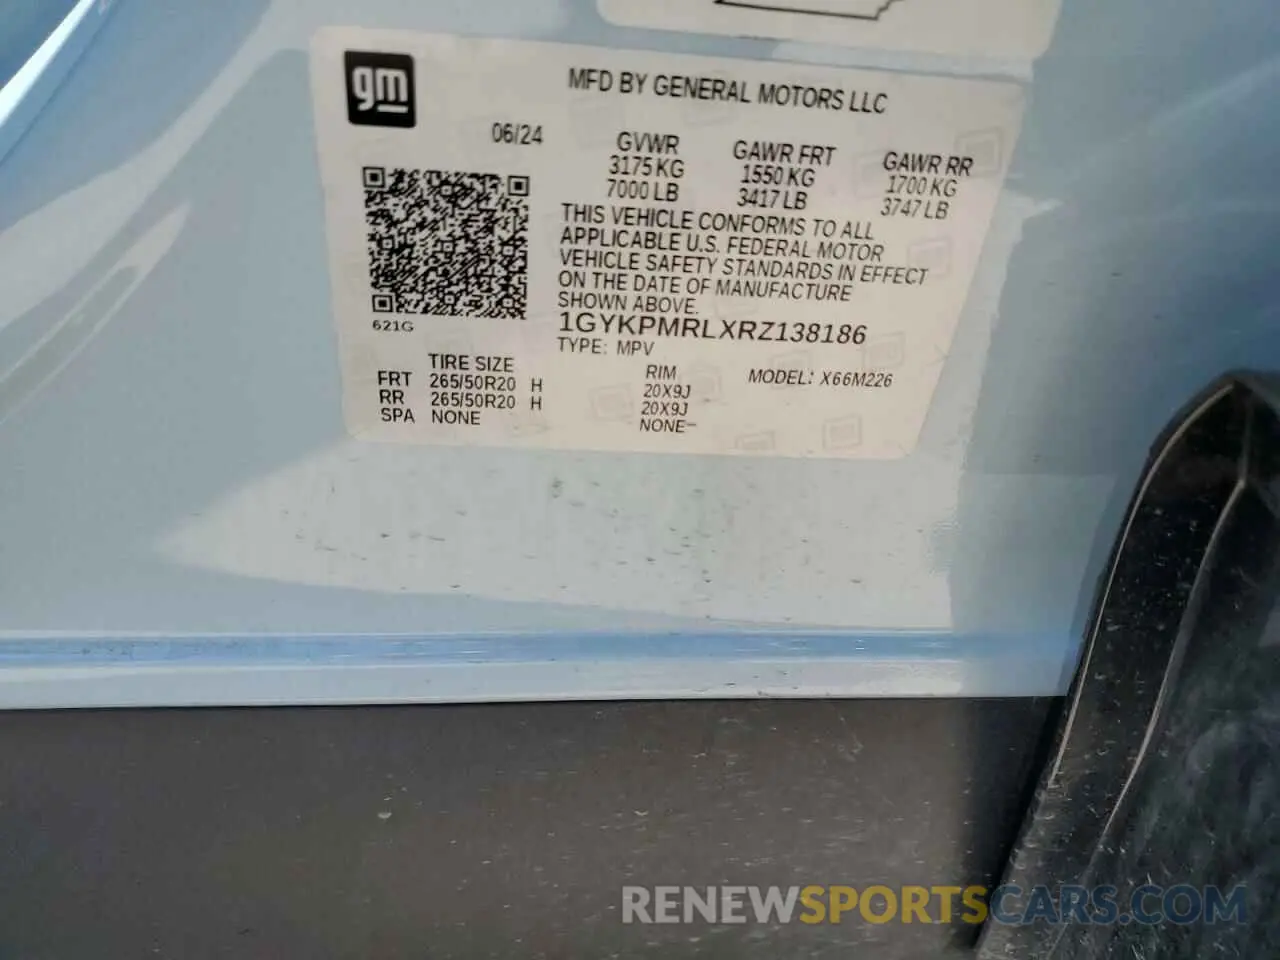 gm
MFD BY GENERAL MOTORS LLC
06/24
GVWR
3175 KG
7000 LB
GAWR FRT
1550 KG
3417 LB
GAWR RR
1700 KG
3747 LB
THIS VEHICLE CONFORMS TO ALL
APPLICABLE U.S. FEDERAL MOTOR
VEHICLE SAFETY STANDARDS IN EFFECT
ON THE DATE OF MANUFACTURE
SHOWN ABOVE.
621G
1GYKPMRLXRZ138186
TYPE: MPV
MODEL: X66M226
TIRE SIZE RIM
FRT 265/50R20 H 20X9J
RR 265/50R20 H 20X9J
SPA NONE NONE
RENEWSPORTSCARS.COM